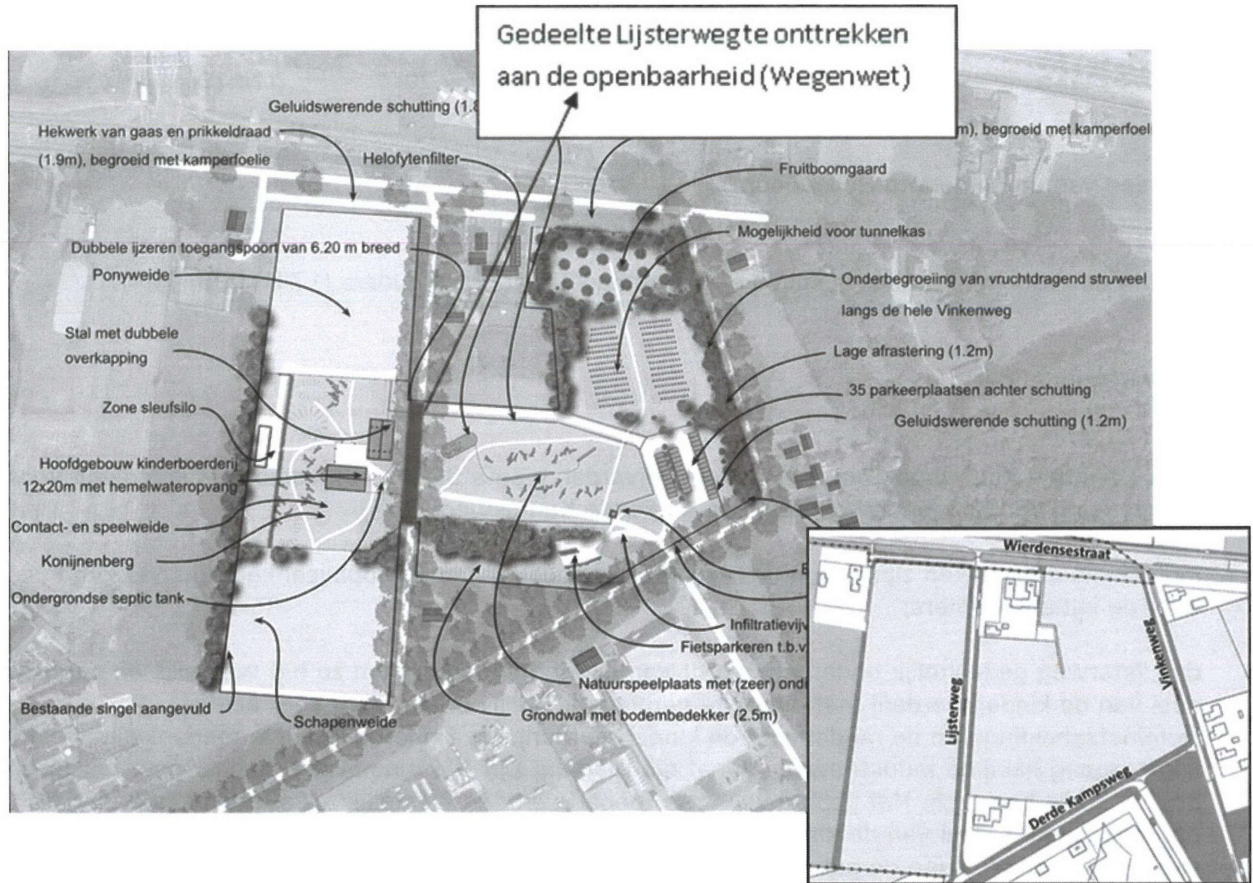 Gedeelte Lijsterweg te onttrekken
aan de openbaarheid (Wegenwet)
Geluidswerende schutting (1.8
Hekwerk van gaas en prikkeldraad
(1.9m), begroeid met kamperfoelie
Helofytenfilter
m), begroeid met kamperfoel
Fruitboomgaard
Dubbele ijzeren toegangspoort van 6.20 m breed
Mogelijkheid voor tunnelkas
Ponyweide
Onderbegroeiing van vruchtdragend struweel
langs de hele Vinkenweg
Stal met dubbele
overkapping
Lage afrastering (1.2m)
35 parkeerplaatsen achter schutting
Zone sleufsilo
Geluidswerende schutting (1.2m)
Hoofdgebouw kinderboerderij
12x20m met hemelwateropvang
Contact- en speelweide
Konijnenberg
Ondergrondse septic tank
Infiltratievijv
Fietsparkeren t.b.v
Natuurspeelplaats met (zeer) ondi
Bestaande singel aangevuld
Schapenweide
Grondwal met bodembedekker (2.5m)
Wierdensestraat
Vinkenweg
Lijsterweg
Derde Kampsweg